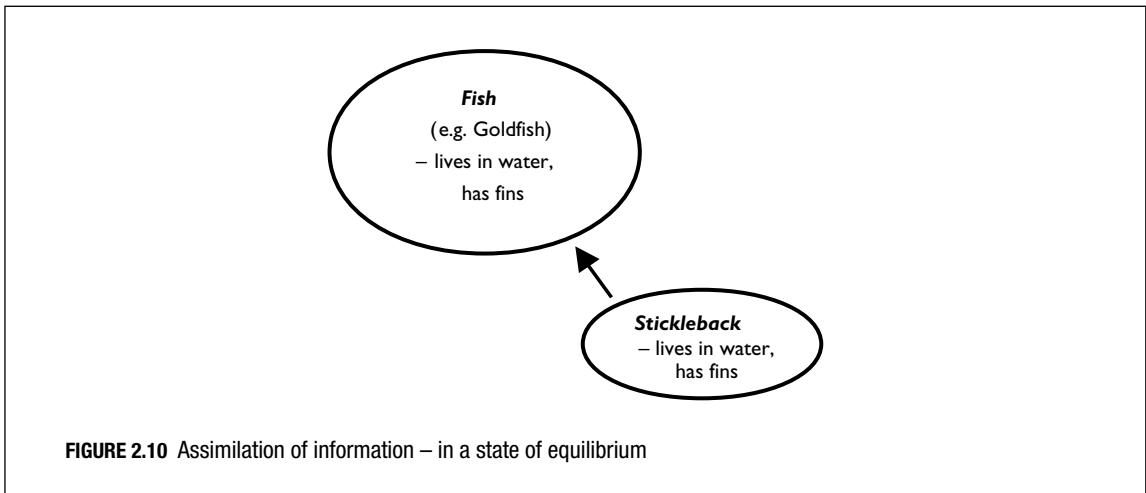 Fish
(e.g. Goldfish)
– lives in water,
has fins
Stickleback
– lives in water,
has fins
FIGURE 2.10 Assimilation of information – in a state of equilibrium